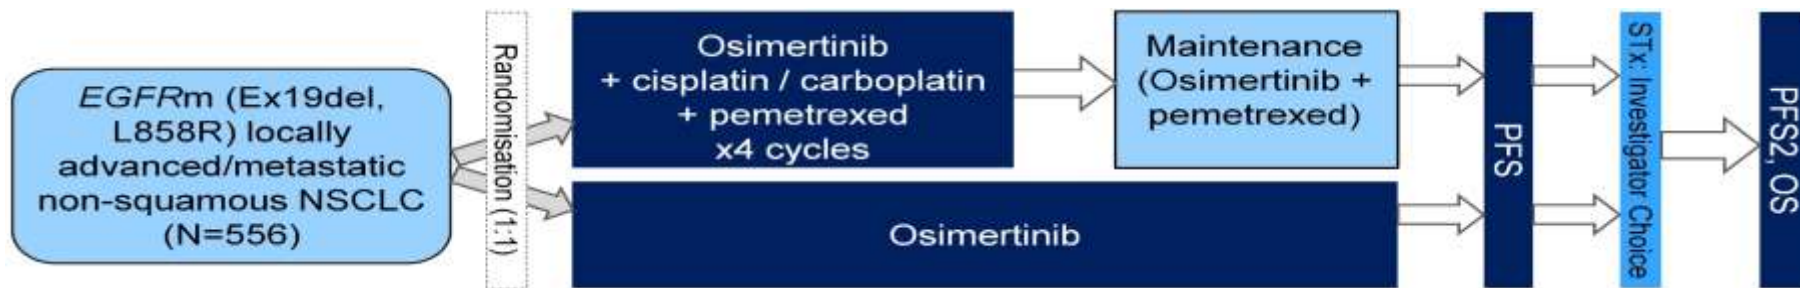 EGFRm (Ex19del,
L858R) locally
advanced/metastatic
non-squamous NSCLC
(N=556)
Randomisation (1:1)
Osimertinib
+ cisplatin / carboplatin
+ pemetrexed
x4 cycles
Maintenance
(Osimertinib +
pemetrexed)
Osimertinib
PFS
STx: Investigator Choice
PFS2, OS